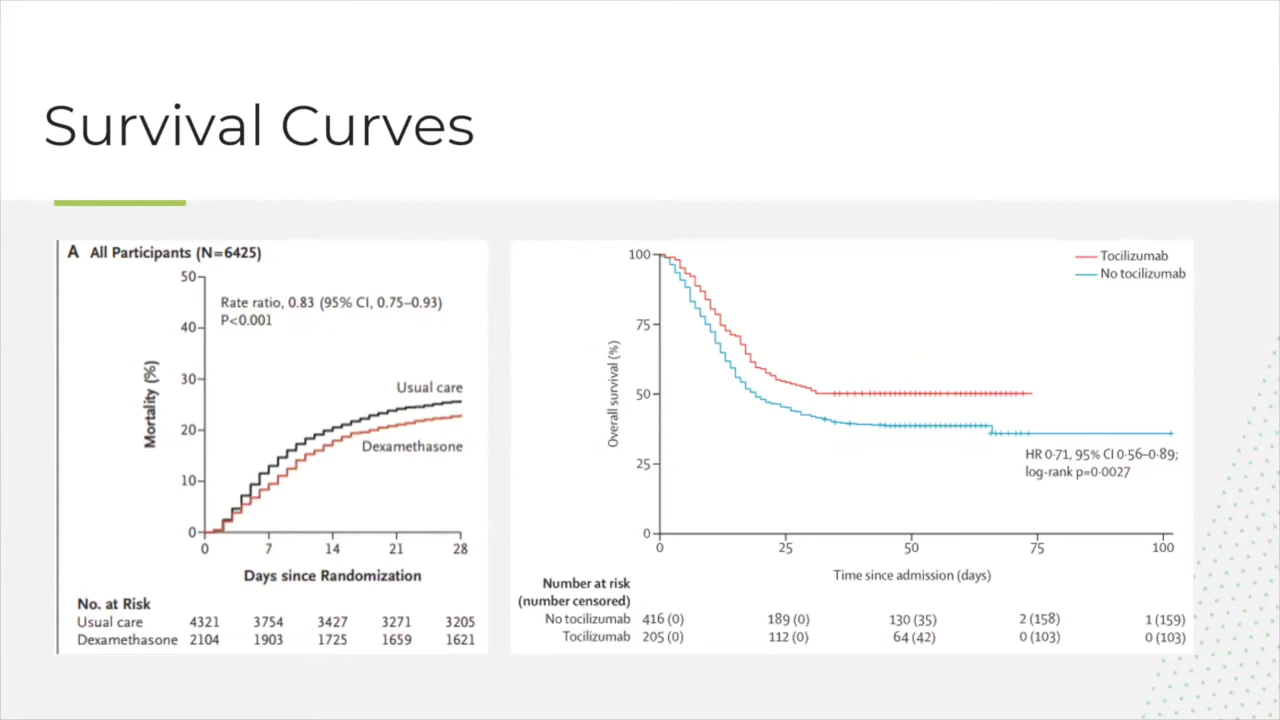 Survival Curves
A All Participants (N=6425)
50
40
30
20
10
0
Mortality (%)
Rate ratio, 0.83 (95% CI, 0.75–0.93)
P<0.001
Usual care
Dexamethasone
0 7 14 21 28
Days since Randomization
No. at Risk
Usual care 4321 3754 3427 3271 3205
Dexamethasone 2104 1903 1725 1659 1621
100
75
50
25
0
Overall survival (%)
Tocilizumab
No tocilizumab
HR 0·71, 95% CI 0·56–0·89;
log-rank p=0·0027
0 25 50 75 100
Time since admission (days)
Number at risk
(number censored)
No tocilizumab 416 (0) 189 (0) 130 (35) 2 (158) 1 (159)
Tocilizumab 205 (0) 112 (0) 64 (42) 0 (103) 0 (103)